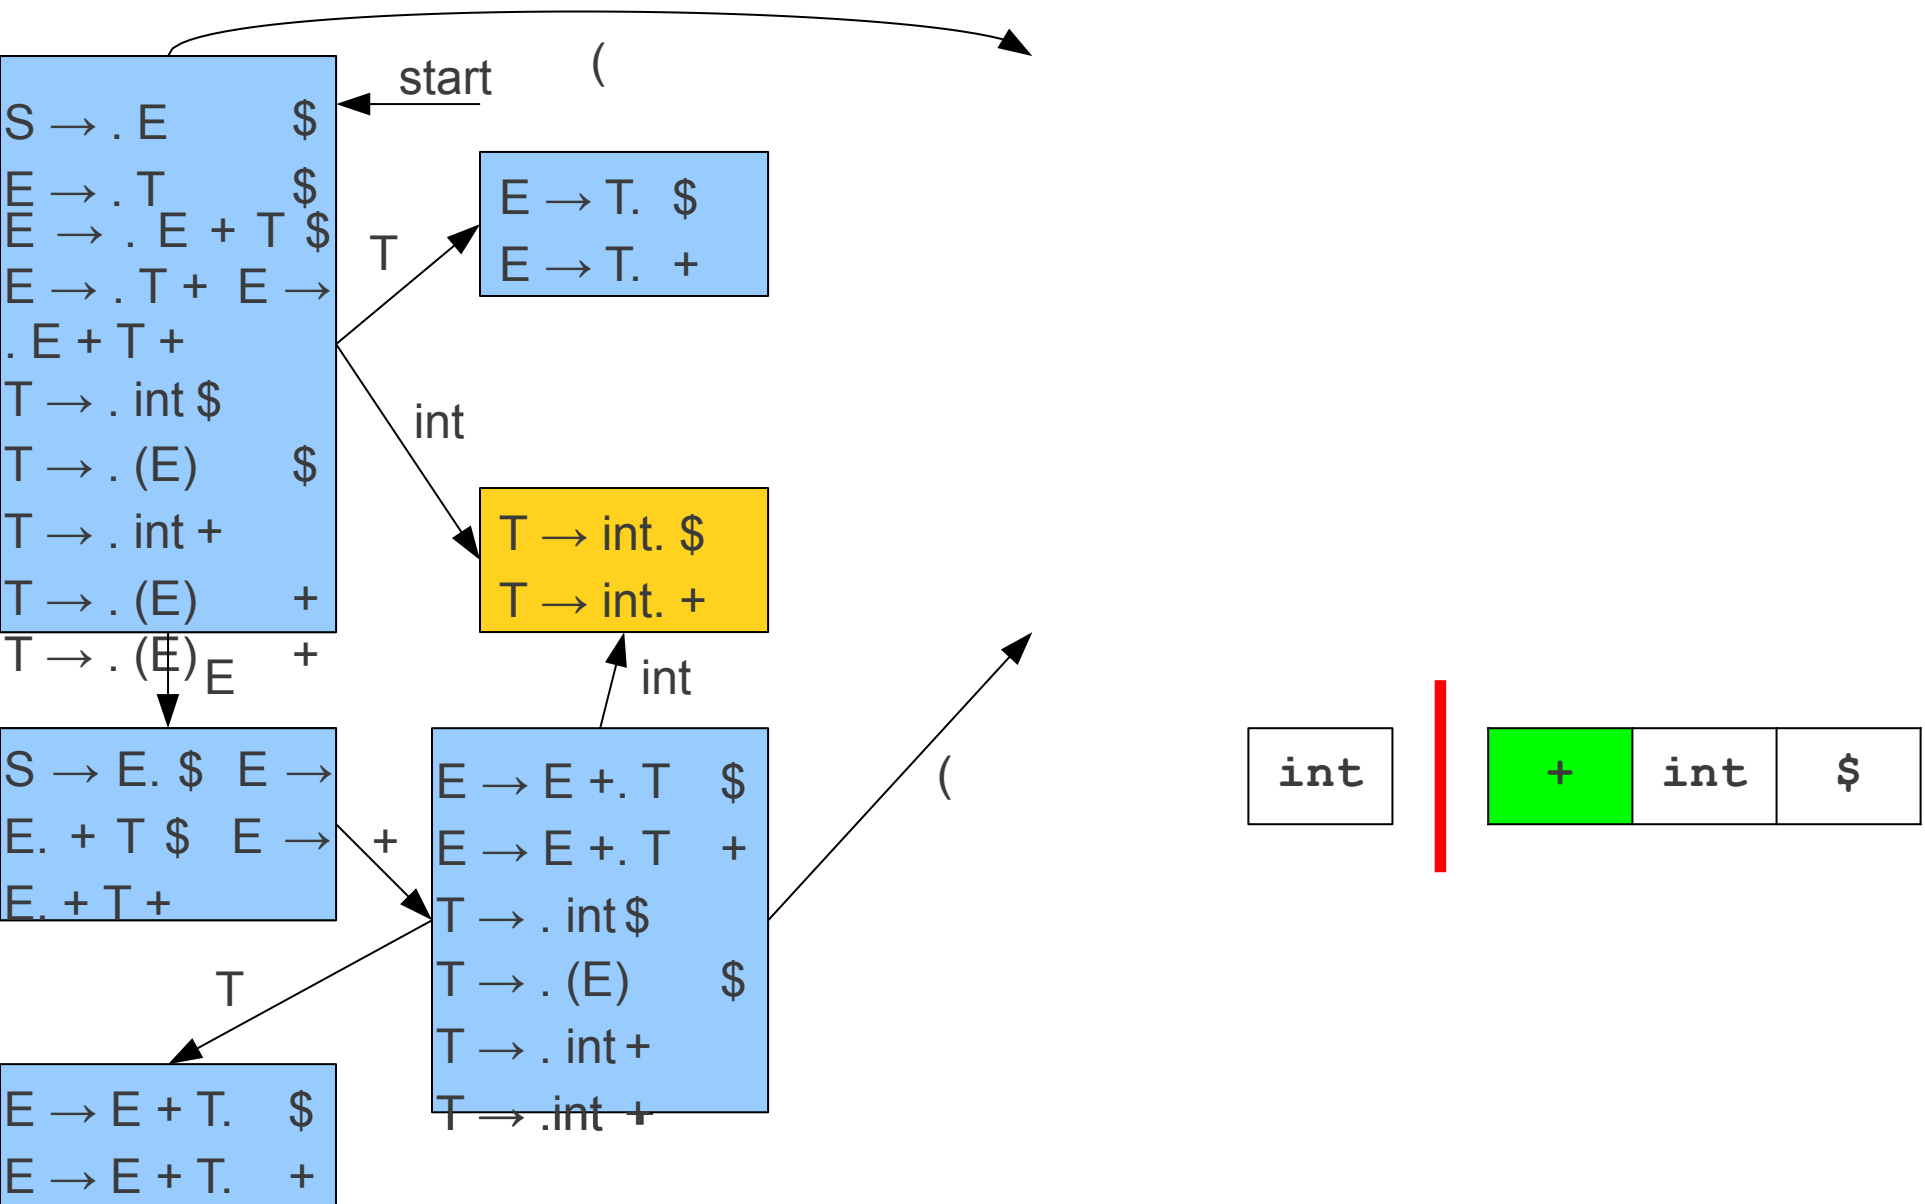 (
start
S → . E $
E → . T $
E → . E + T $
E → . T + E →
. E + T +
T → . int $
T → . (E) $
T → . int +
T → . (E) +
T → . (E) +
E → T. $
E → T. +
T
int
T → int. $
T → int. +
E
int
S → E. $ E →
E. + T $ E →
E. + T +
+
E → E +. T $
E → E +. T +
T → . int $
T → . (E) $
T → . int +
T → .int +
(
T
E → E + T. $
E → E + T. +
int + int $